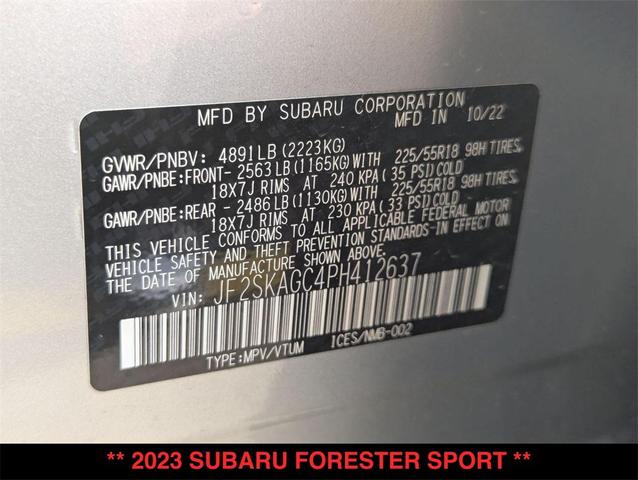 MFD BY SUBARU CORPORATION MFD IN 10/22
GVWR/PNBV- 4891LB (2223KG)
GAWR/PNBE:FRONT- 2563LB (1165KG)WITH 225/55R18 98H TIRES,
18X7J RIMS AT 240 KPA ( 35 PSI)COLD
GAWR/PNBE:REAR - 2486LB (1130KG)WITH 225/55R18 98H TIRES,
18X7J RIMS AT 230 KPA ( 33 PSI)COLD
THIS VEHICLE CONFORMS TO ALL APPLICABLE FEDERAL MOTOR
VEHICLE SAFETY AND THEFT PREVENTION STANDARDS IN EFFECT
ON THE DATE OF MANUFACTURE SHOWN ABOVE.
VIN: JF2SKAGC4PH412637
TYPE:MPV/VTUM ICES/NMB-002
** 2023 SUBARU FORESTER SPORT **